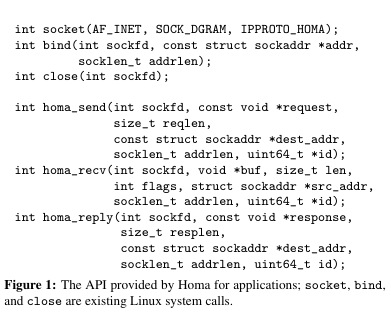 int socket(AF_INET, SOCK_DGRAM, IPPROTO_HOMA);
int bind(int sockfd, const struct sockaddr *addr,
socklen_t addrlen);
int close(int sockfd);
int homa_send(int sockfd, const void *request,
size_t reqlen,
const struct sockaddr *dest_addr,
socklen_t addrlen, uint64_t *id);
int homa_recv(int sockfd, void *buf, size_t len,
int flags, struct sockaddr *src_addr,
socklen_t addrlen, uint64_t *id);
int homa_reply(int sockfd, const void *response,
size_t resplen,
const struct sockaddr *dest_addr,
socklen_t addrlen, uint64_t id);
Figure 1: The API provided by Homa for applications; socket, bind,
and close are existing Linux system calls.